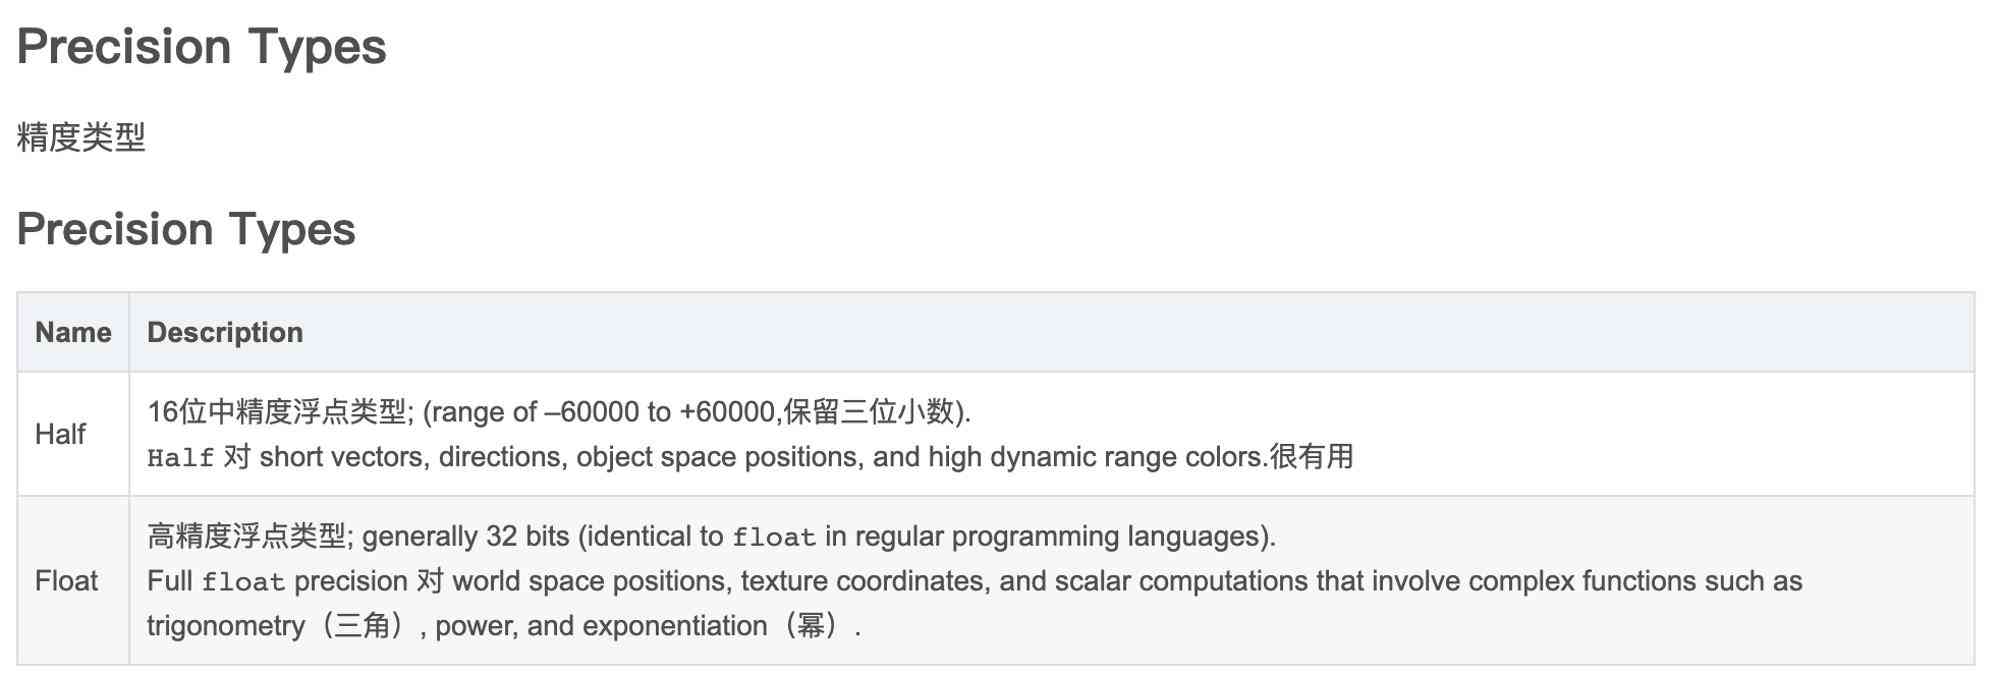 Precision Types
精度类型
Precision Types
Name Description
Half
16位中精度浮点类型; (range of –60000 to +60000,保留三位小数).
Half 对 short vectors, directions, object space positions, and high dynamic range colors.很有用
Float
高精度浮点类型; generally 32 bits (identical to float in regular programming languages).
Full float precision 对 world space positions, texture coordinates, and scalar computations that involve complex functions such as
trigonometry（三角）, power, and exponentiation（幂）.